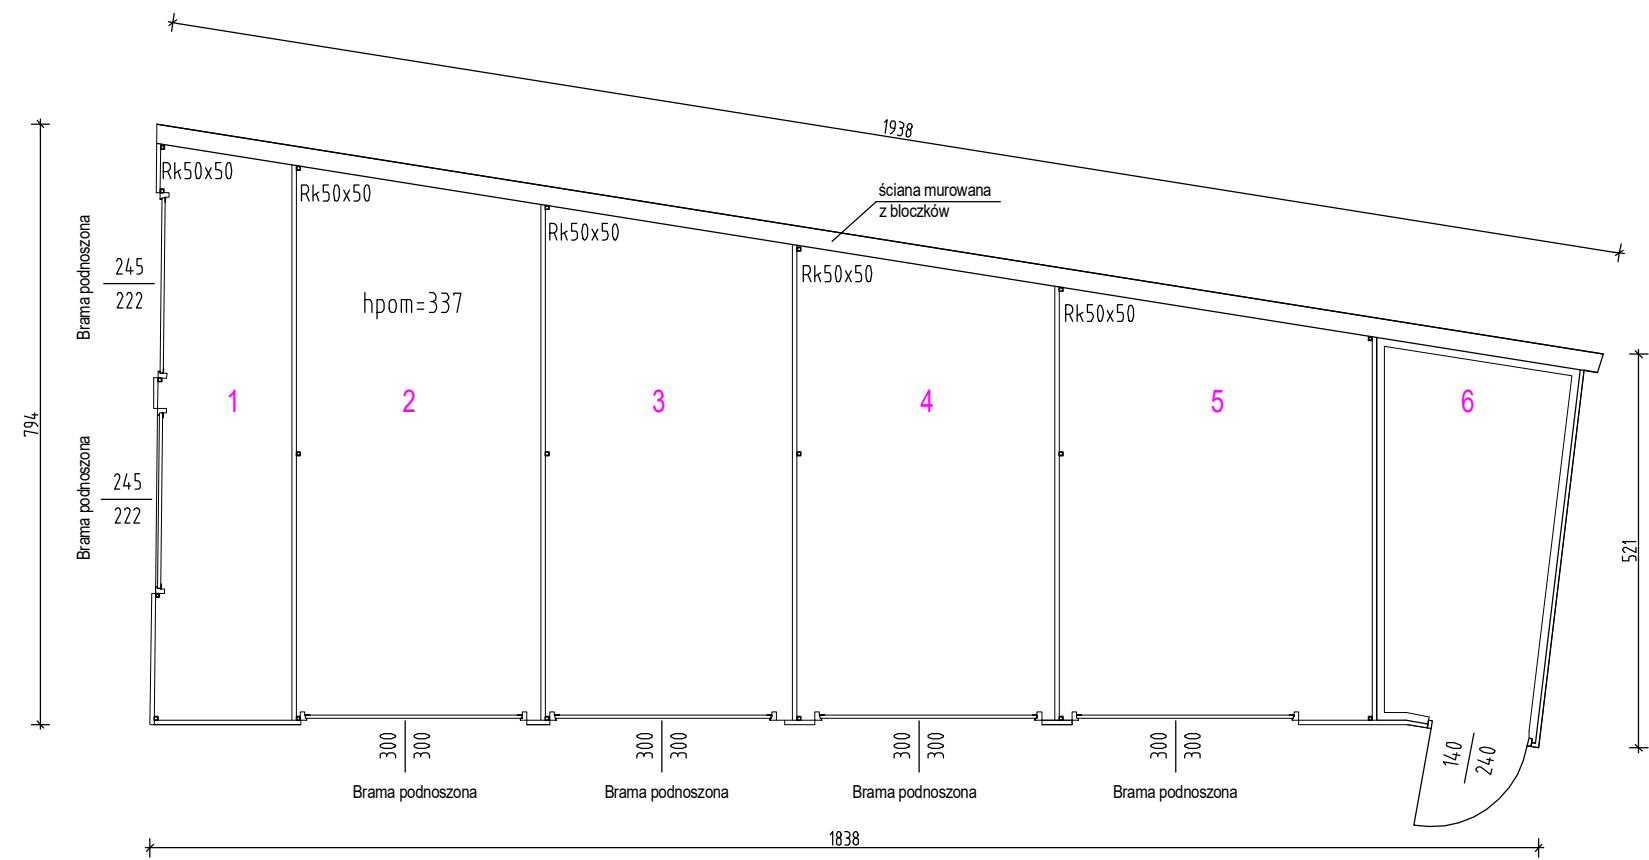 1938
Rk50x50
Rk50x50
ściana murowana
z bloczków
Rk50x50
Rk50x50
Rk50x50
Brama podnoszona
245
222
hpom=337
1
2
3
4
5
6
794
Brama podnoszona
245
222
521
300
300
300
300
300
300
300
300
140
240
Brama podnoszona
Brama podnoszona
Brama podnoszona
Brama podnoszona
1838